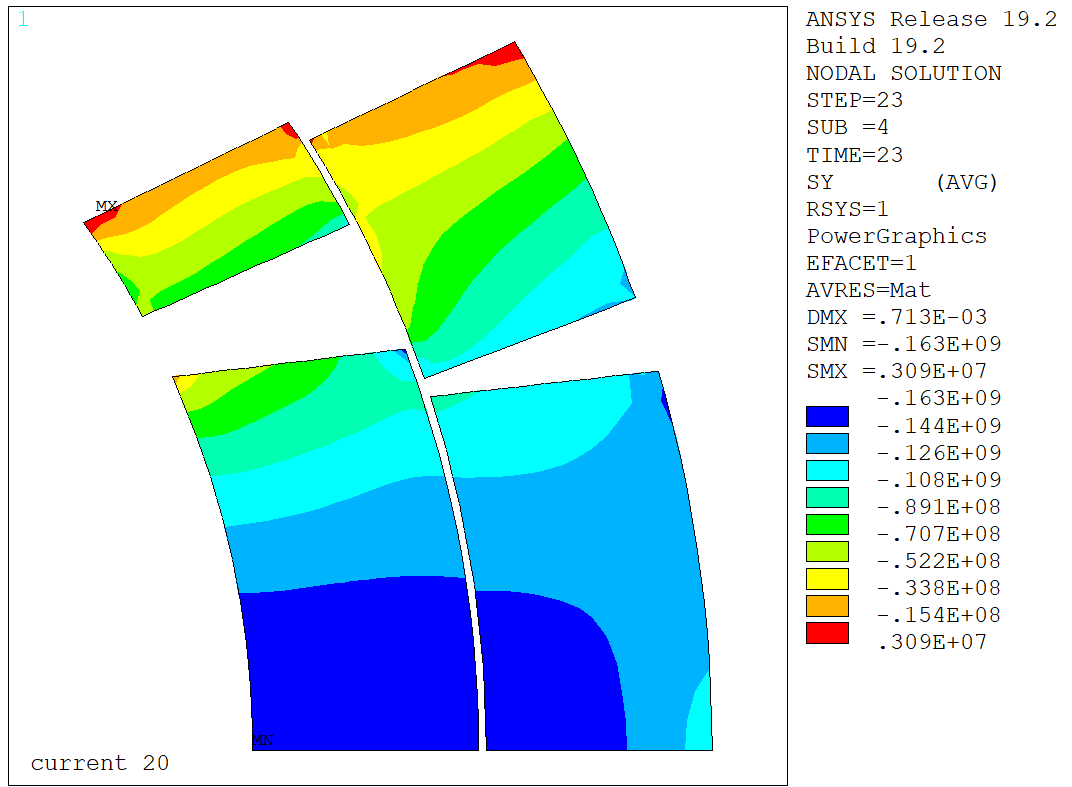 1
ANSYS Release 19.2
Build 19.2
NODAL SOLUTION
STEP=23
SUB =4
TIME=23
SY (AVG)
RSYS=1
PowerGraphics
EFACET=1
AVRES=Mat
DMX =.713E-03
SMN =-.163E+09
SMX =.309E+07
-.163E+09
-.144E+09
-.126E+09
-.108E+09
-.891E+08
-.707E+08
-.522E+08
-.338E+08
-.154E+08
.309E+07
MX
MN
current 20